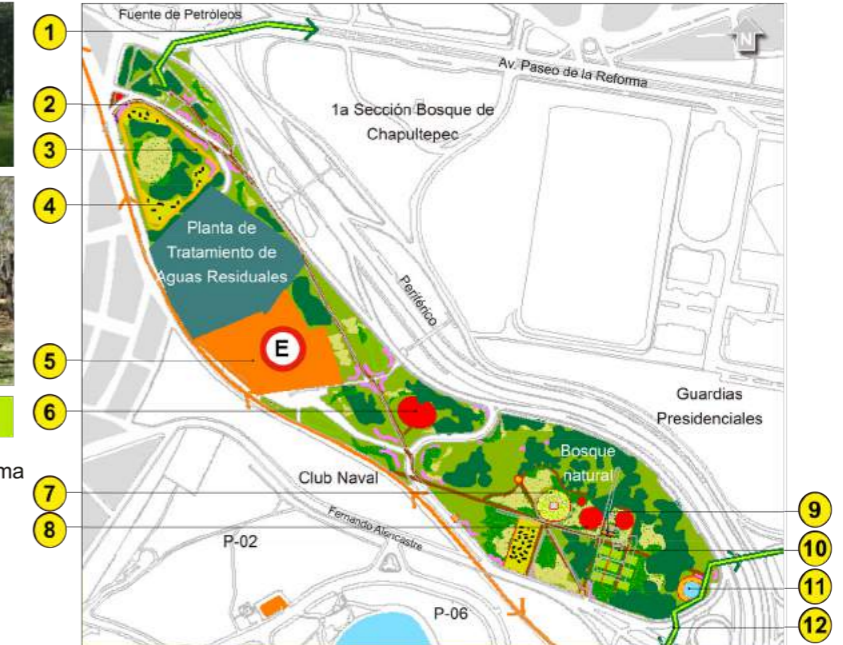 Fuente de Petróleos
1
N
Av. Paseo de la Reforma
2
1a Sección Bosque de
Chapultepec
3
4
Planta de
Tratamiento de
Aguas Residuales
Periférico
5
E
6
Guardias
Presidenciales
Bosque
natural
ma
Club Naval
7
8
Fernando Alencastre
9
P-02
10
11
P-06
12